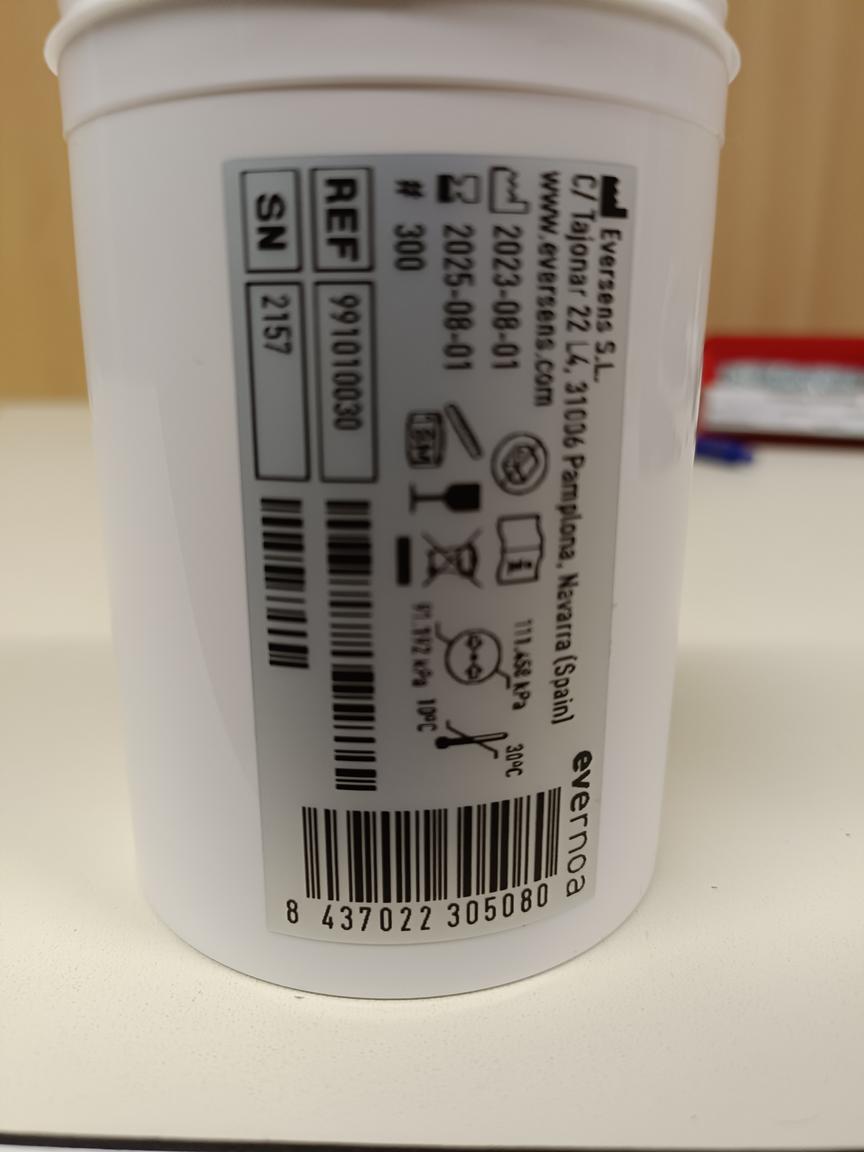 Eversens S.L.
C/ Tajonar 22 L4, 31006 Pamplona, Navarra (Spain)
www.eversens.com
2023-08-01
2025-08-01
# 300
18M
111.458 kPa
91.192 kPa
30ºC
10ºC
REF 991010030
SN 2157
evernoa
8 437022 305080